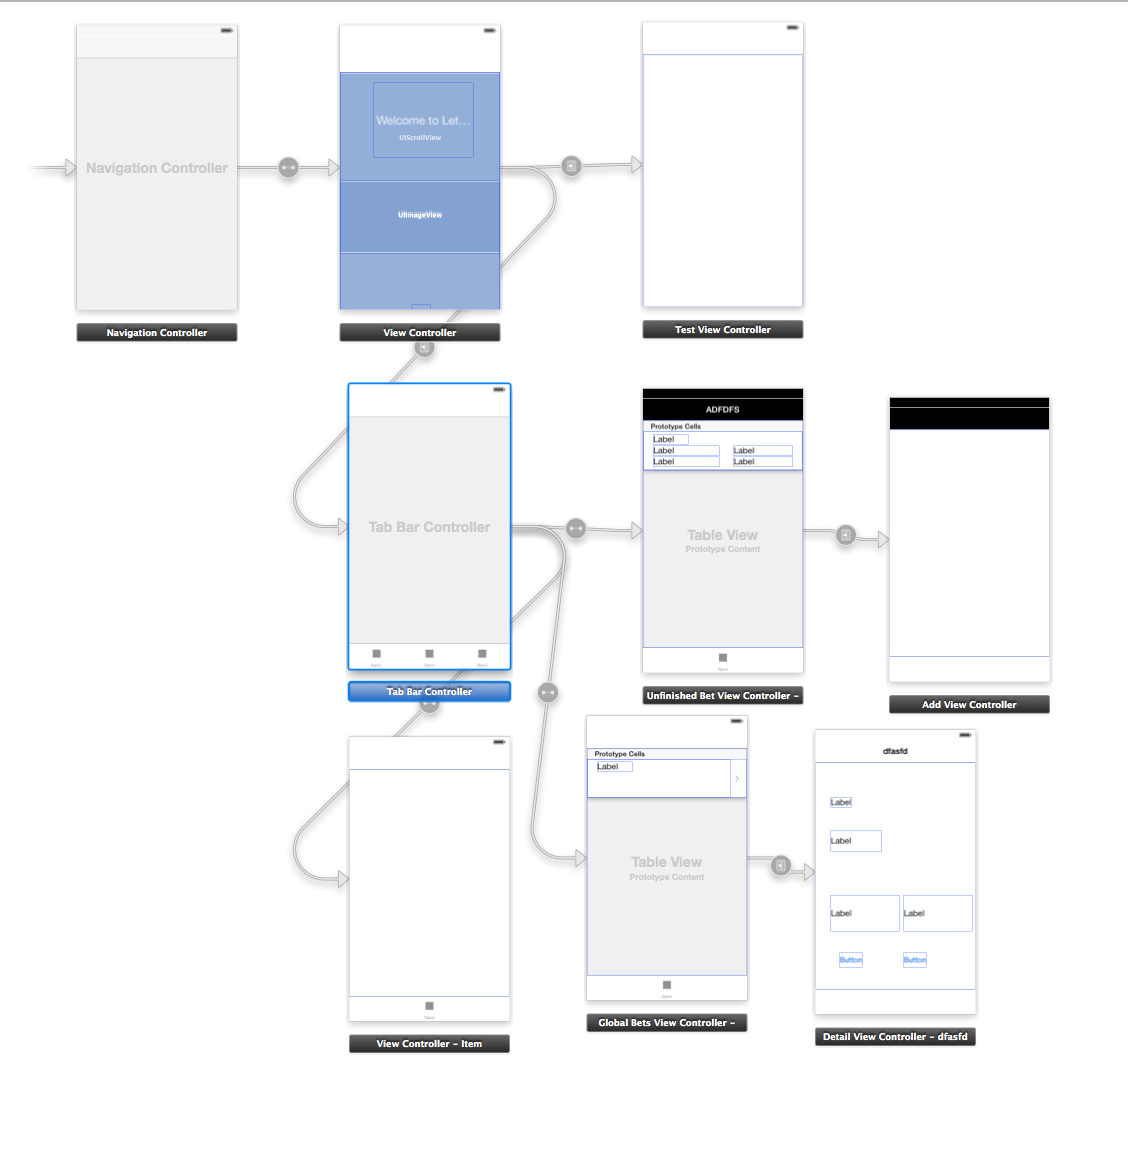 Navigation Controller
Navigation Controller
Welcome to Let...
UIScrollView
UIImageView
View Controller
Test View Controller
Tab Bar Controller
Item
Item
Item
Tab Bar Controller
ADFDFS
Prototype Cells
Label
Label
Label
Label
Label
Table View
Prototype Content
Item
Unfinished Bet View Controller –
Add View Controller
Item
View Controller – Item
Prototype Cells
Label
Table View
Prototype Content
Item
Global Bets View Controller –
dfasfd
Label
Label
Label
Label
Button
Button
Detail View Controller – dfasfd